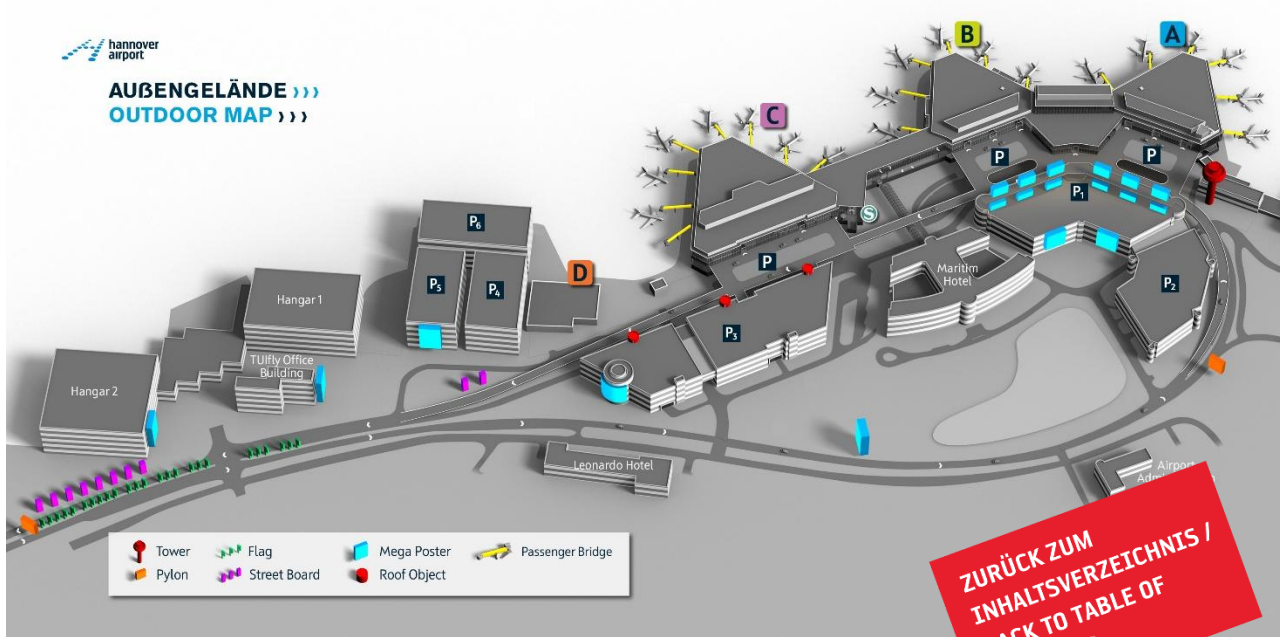 hannover
airport
AUẞENGELÄNDE
OUTDOOR MAP
B
A
C
P
P
P1
S
P6
P
Maritim
Hotel
P2
D
P5
P4
Hangar 1
P3
TUIfly Office
Building
Hangar 2
Leonardo Hotel
Airport
Tower
Flag
Mega Poster
Passenger Bridge
Pylon
Street Board
Roof Object
ZURÜCK ZUM
INHALTSVERZEICHNIS /
TO TABLE OF